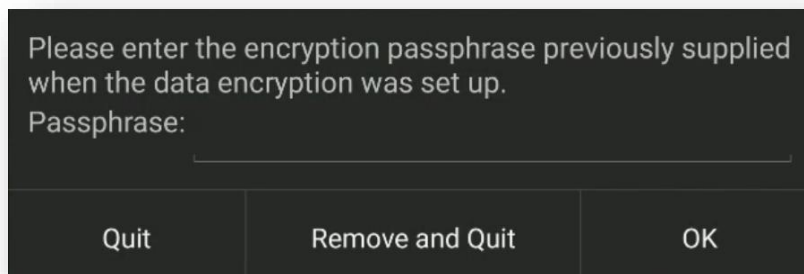 Please enter the encryption passphrase previously supplied
when the data encryption was set up.
Passphrase:
Quit
Remove and Quit
OK